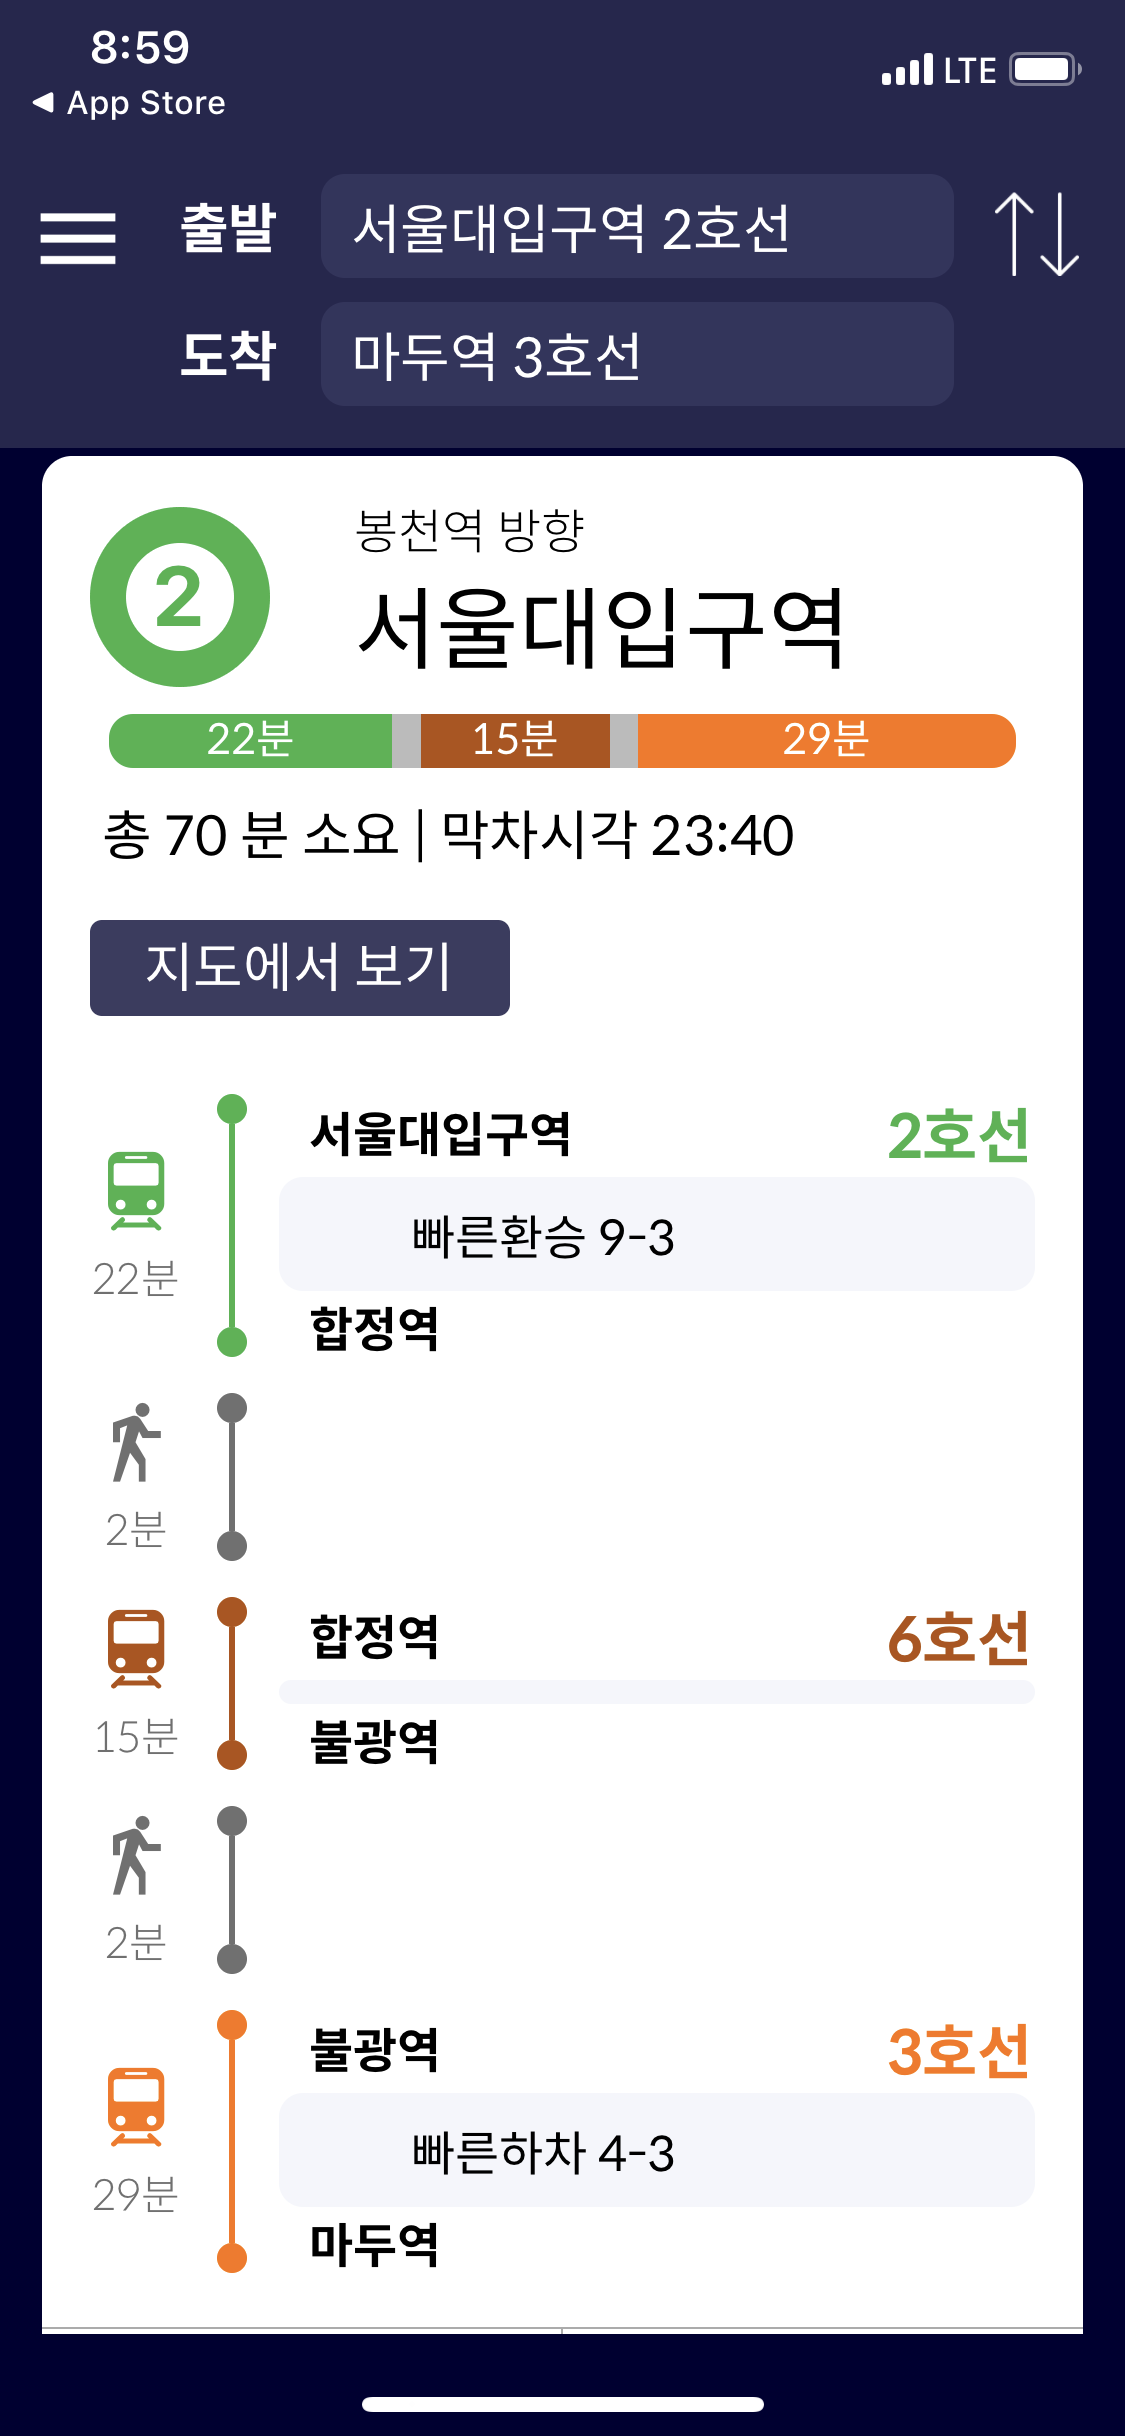 8:59
App Store
LTE
출발
서울대입구역 2호선
도착
마두역 3호선
2
봉천역 방향
서울대입구역
22분
15분
29분
총 70 분 소요 | 막차시각 23:40
지도에서 보기
서울대입구역
2호선
빠른환승 9-3
22분
합정역
2분
합정역
6호선
15분
불광역
2분
불광역
3호선
빠른하차 4-3
29분
마두역